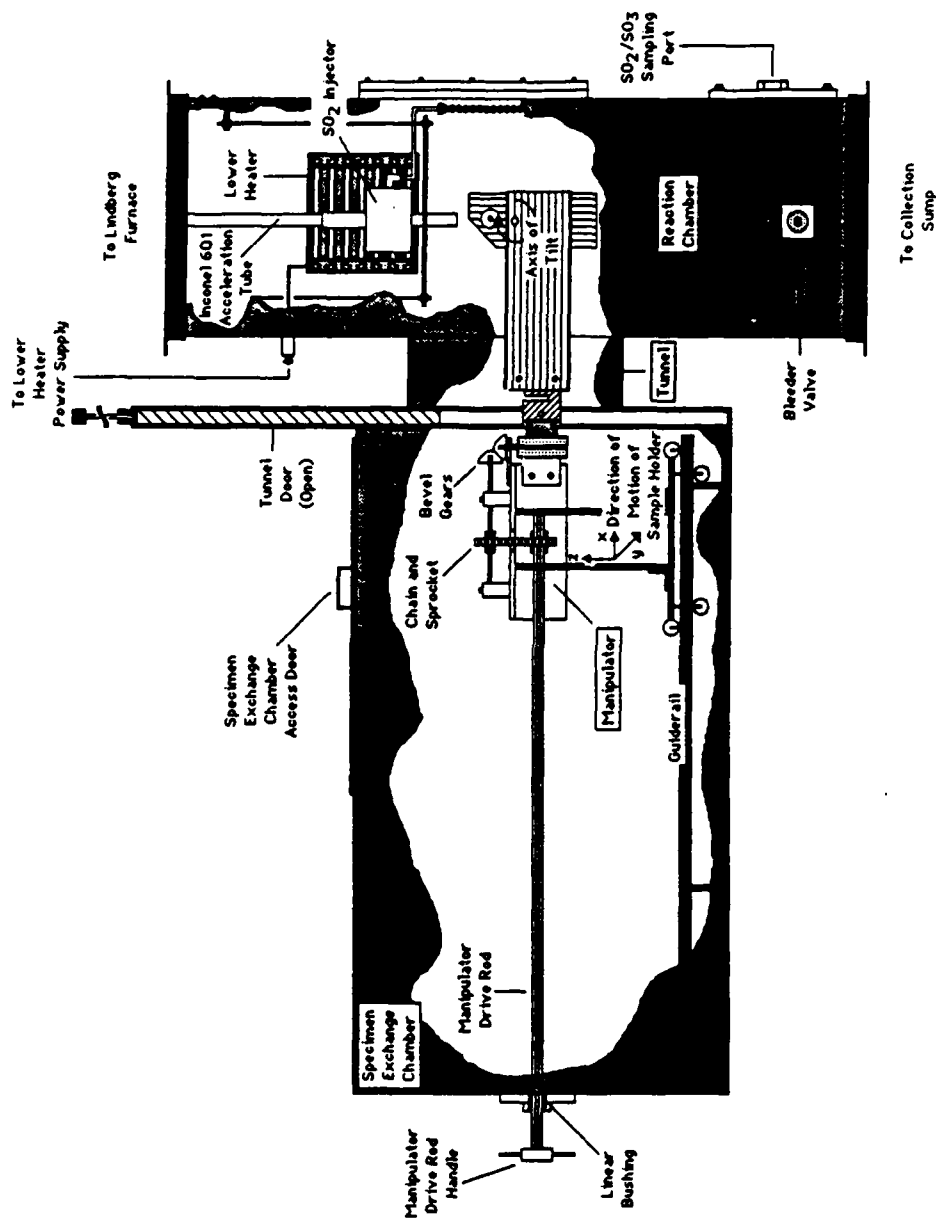 To Lindberg
Furnace
To Lower
Heater
Power Supply
Inconel 601
Acceleration
Tube
Lower
Heater
SO2 Injector
SO2/SO3
Sampling
Port
Tunnel
Door
(Open)
Specimen
Exchange
Chamber
Access Door
Bevel
Gears
Chain and
Sprocket
Axis of
Tilt
Reaction
Chamber
z
x
y
Direction of
Motion of
Sample Holder
Tunnel
Bleeder
Valve
To Collection
Sump
Manipulator
Guiderail
Specimen
Exchange
Chamber
Manipulator
Drive Rod
Manipulator
Drive Rod
Handle
Linear
Bushing